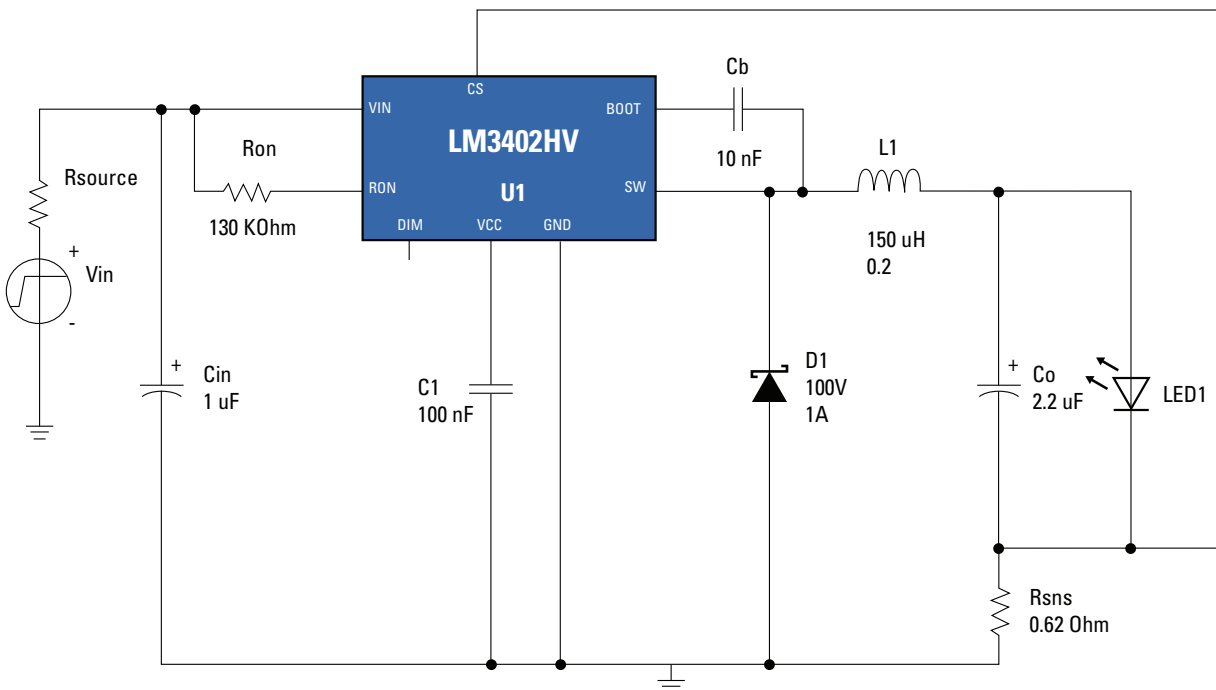 CS
Cb
VIN
BOOT
LM3402HV
Ron
10 nF
L1
Rsource
RON
U1
SW
130 KOhm
DIM
VCC
GND
150 uH
0.2
+
Vin
-
+
Cin
1 uF
C1
100 nF
D1
100V
1A
+
Co
2.2 uF
LED1
Rsns
0.62 Ohm